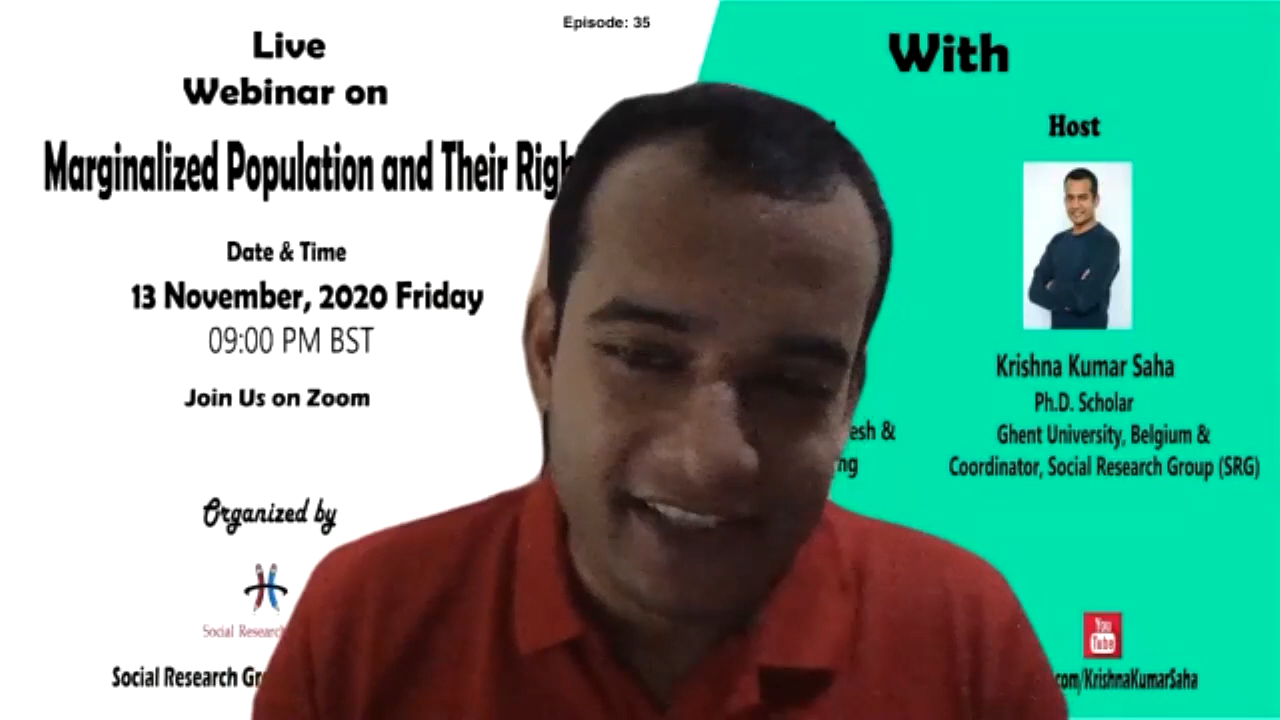 Episode: 35
Live
Webinar on
Marginalized Population and Their Righ
Date & Time
13 November, 2020 Friday
09:00 PM BST
Join Us on Zoom
Organized by
Social Research
Social Research Gr
With
Host
Krishna Kumar Saha
Ph.D. Scholar
Ghent University, Belgium &
Coordinator, Social Research Group (SRG)
esh &
ng
You
Tube
com/KrishnaKumarSaha